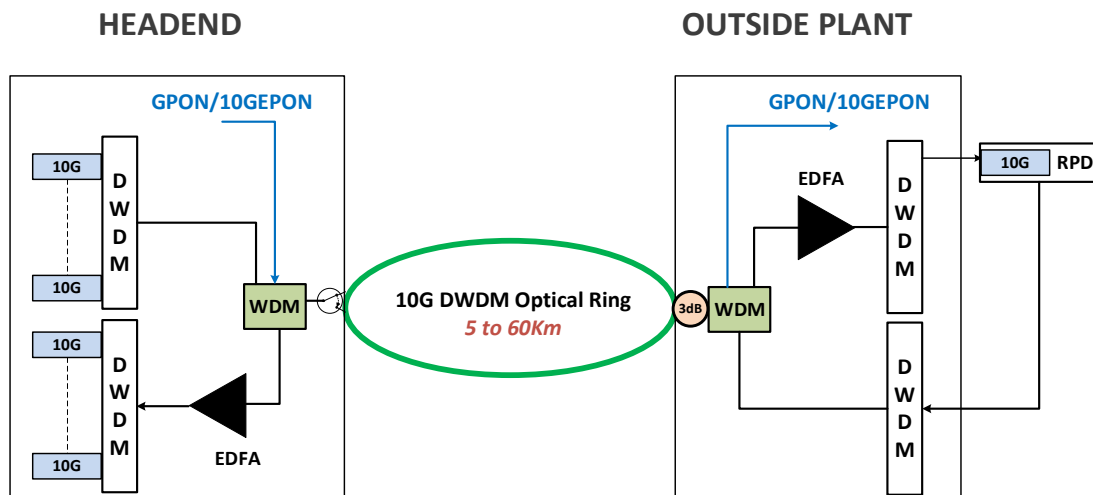 HEADEND
OUTSIDE PLANT
GPON/10GEPON
10G
D
W
D
M
10G
WDM
10G
D
W
D
M
10G
EDFA
10G DWDM Optical Ring
5 to 60Km
GPON/10GEPON
EDFA
D
W
D
M
10G
RPD
3dB
WDM
D
W
D
M